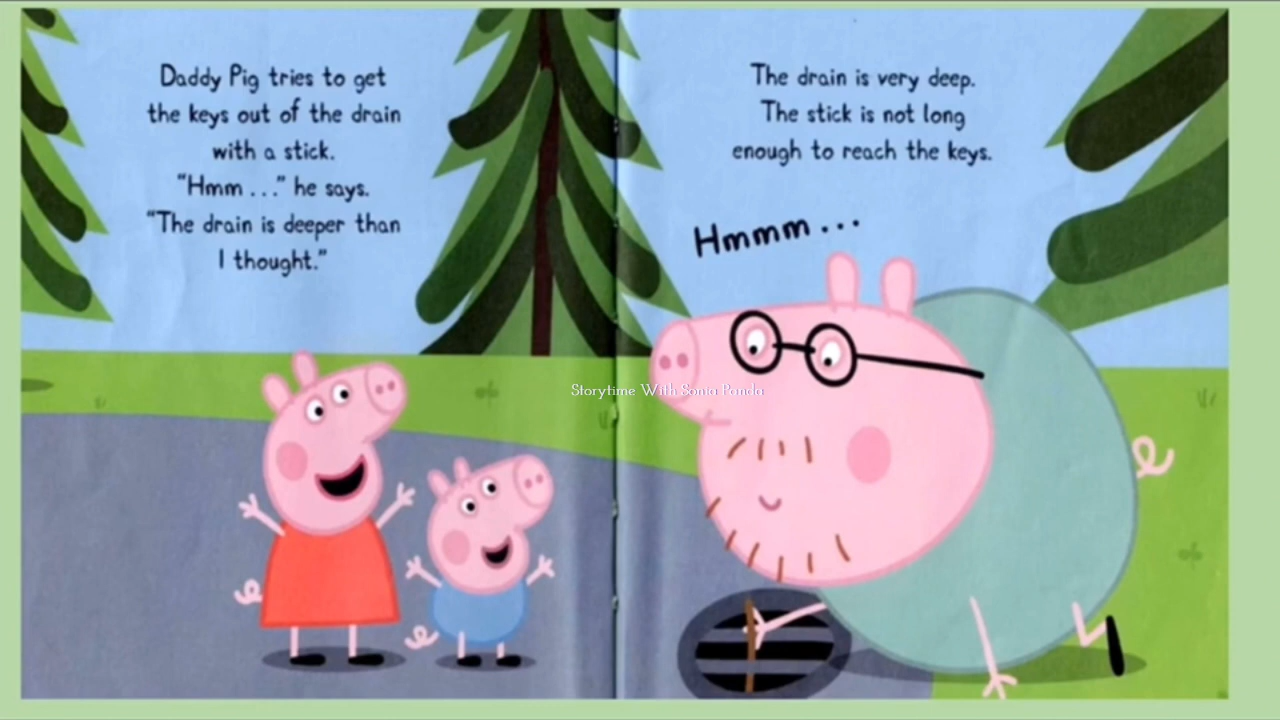 Daddy Pig tries to get
the keys out of the drain
with a stick.
"Hmm . . ." he says.
"The drain is deeper than
I thought."
The drain is very deep.
The stick is not long
enough to reach the keys.
Hmmm . . .
Storytime With Sonia Panda